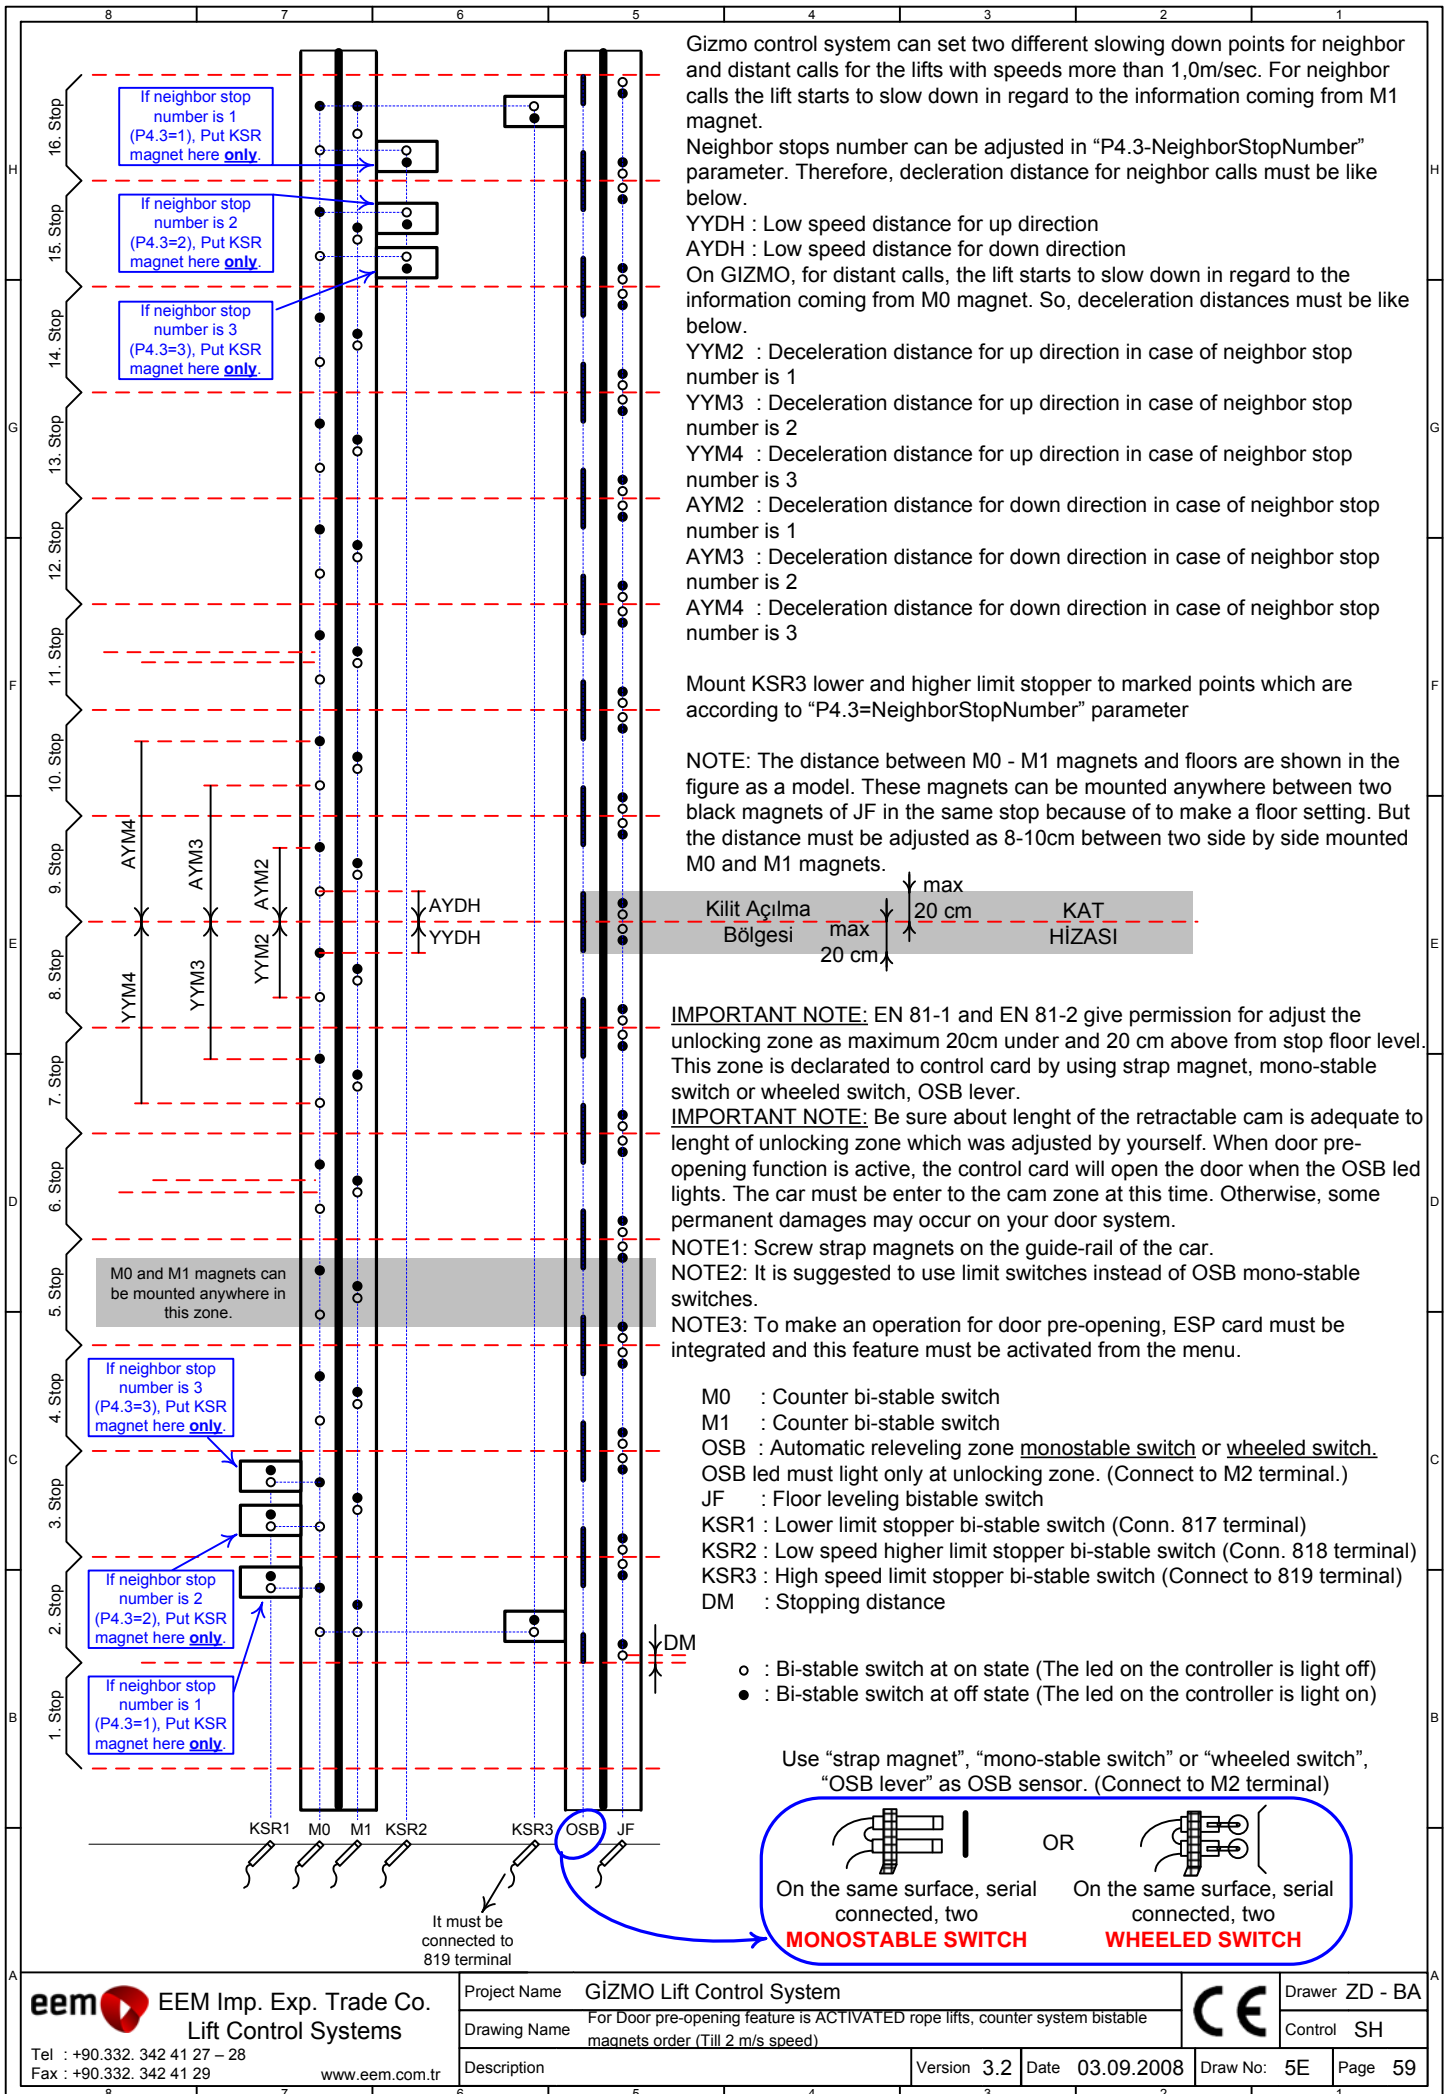 8 7 6 5 4 3 2 1
Gizmo control system can set two different slowing down points for neighbor
and distant calls for the lifts with speeds more than 1,0m/sec. For neighbor
calls the lift starts to slow down in regard to the information coming from M1
magnet.
Neighbor stops number can be adjusted in “P4.3-NeighborStopNumber”
parameter. Therefore, decleration distance for neighbor calls must be like
below.
YYDH : Low speed distance for up direction
AYDH : Low speed distance for down direction
On GIZMO, for distant calls, the lift starts to slow down in regard to the
information coming from M0 magnet. So, deceleration distances must be like
below.
YYM2 : Deceleration distance for up direction in case of neighbor stop
number is 1
YYM3 : Deceleration distance for up direction in case of neighbor stop
number is 2
YYM4 : Deceleration distance for up direction in case of neighbor stop
number is 3
AYM2 : Deceleration distance for down direction in case of neighbor stop
number is 1
AYM3 : Deceleration distance for down direction in case of neighbor stop
number is 2
AYM4 : Deceleration distance for down direction in case of neighbor stop
number is 3
Mount KSR3 lower and higher limit stopper to marked points which are
according to “P4.3=NeighborStopNumber” parameter
NOTE: The distance between M0 - M1 magnets and floors are shown in the
figure as a model. These magnets can be mounted anywhere between two
black magnets of JF in the same stop because of to make a floor setting. But
the distance must be adjusted as 8-10cm between two side by side mounted
M0 and M1 magnets.
Kilit Açılma
Bölgesi
max
20 cm
max
20 cm
KAT
HİZASI
IMPORTANT NOTE: EN 81-1 and EN 81-2 give permission for adjust the
unlocking zone as maximum 20cm under and 20 cm above from stop floor level.
This zone is declarated to control card by using strap magnet, mono-stable
switch or wheeled switch, OSB lever.
IMPORTANT NOTE: Be sure about lenght of the retractable cam is adequate to
lenght of unlocking zone which was adjusted by yourself. When door pre-
opening function is active, the control card will open the door when the OSB led
lights. The car must be enter to the cam zone at this time. Otherwise, some
permanent damages may occur on your door system.
NOTE1: Screw strap magnets on the guide-rail of the car.
NOTE2: It is suggested to use limit switches instead of OSB mono-stable
switches.
NOTE3: To make an operation for door pre-opening, ESP card must be
integrated and this feature must be activated from the menu.
M0 : Counter bi-stable switch
M1 : Counter bi-stable switch
OSB : Automatic releveling zone monostable switch or wheeled switch.
OSB led must light only at unlocking zone. (Connect to M2 terminal.)
JF : Floor leveling bistable switch
KSR1 : Lower limit stopper bi-stable switch (Conn. 817 terminal)
KSR2 : Low speed higher limit stopper bi-stable switch (Conn. 818 terminal)
KSR3 : High speed limit stopper bi-stable switch (Connect to 819 terminal)
DM : Stopping distance
: Bi-stable switch at on state (The led on the controller is light off)
: Bi-stable switch at off state (The led on the controller is light on)
Use “strap magnet”, “mono-stable switch” or “wheeled switch”,
“OSB lever” as OSB sensor. (Connect to M2 terminal)
OR
On the same surface, serial
connected, two
MONOSTABLE SWITCH
On the same surface, serial
connected, two
WHEELED SWITCH
16. Stop
15. Stop
14. Stop
13. Stop
12. Stop
11. Stop
10. Stop
9. Stop
8. Stop
7. Stop
6. Stop
5. Stop
4. Stop
3. Stop
2. Stop
1. Stop
If neighbor stop
number is 1
(P4.3=1), Put KSR
magnet here only.
If neighbor stop
number is 2
(P4.3=2), Put KSR
magnet here only.
If neighbor stop
number is 3
(P4.3=3), Put KSR
magnet here only.
AYM4
AYM3
AYM2
AYDH
YYDH
YYM2
YYM3
YYM4
M0 and M1 magnets can
be mounted anywhere in
this zone.
If neighbor stop
number is 3
(P4.3=3), Put KSR
magnet here only.
If neighbor stop
number is 2
(P4.3=2), Put KSR
magnet here only.
If neighbor stop
number is 1
(P4.3=1), Put KSR
magnet here only.
DM
KSR1 M0 M1 KSR2 KSR3 OSB JF
It must be
connected to
819 terminal
H
G
F
E
D
C
B
A
H
G
F
E
D
C
B
A
eem
EEM Imp. Exp. Trade Co.
Lift Control Systems
Tel : +90.332. 342 41 27 – 28
Fax : +90.332. 342 41 29
www.eem.com.tr
Project Name GİZMO Lift Control System
Drawing Name For Door pre-opening feature is ACTIVATED rope lifts, counter system bistable
magnets order (Till 2 m/s speed)
Description
Version 3.2
Date 03.09.2008
CE
Drawer ZD - BA
Control SH
Draw No: 5E
Page 59
8 7 6 5 4 3 2 1